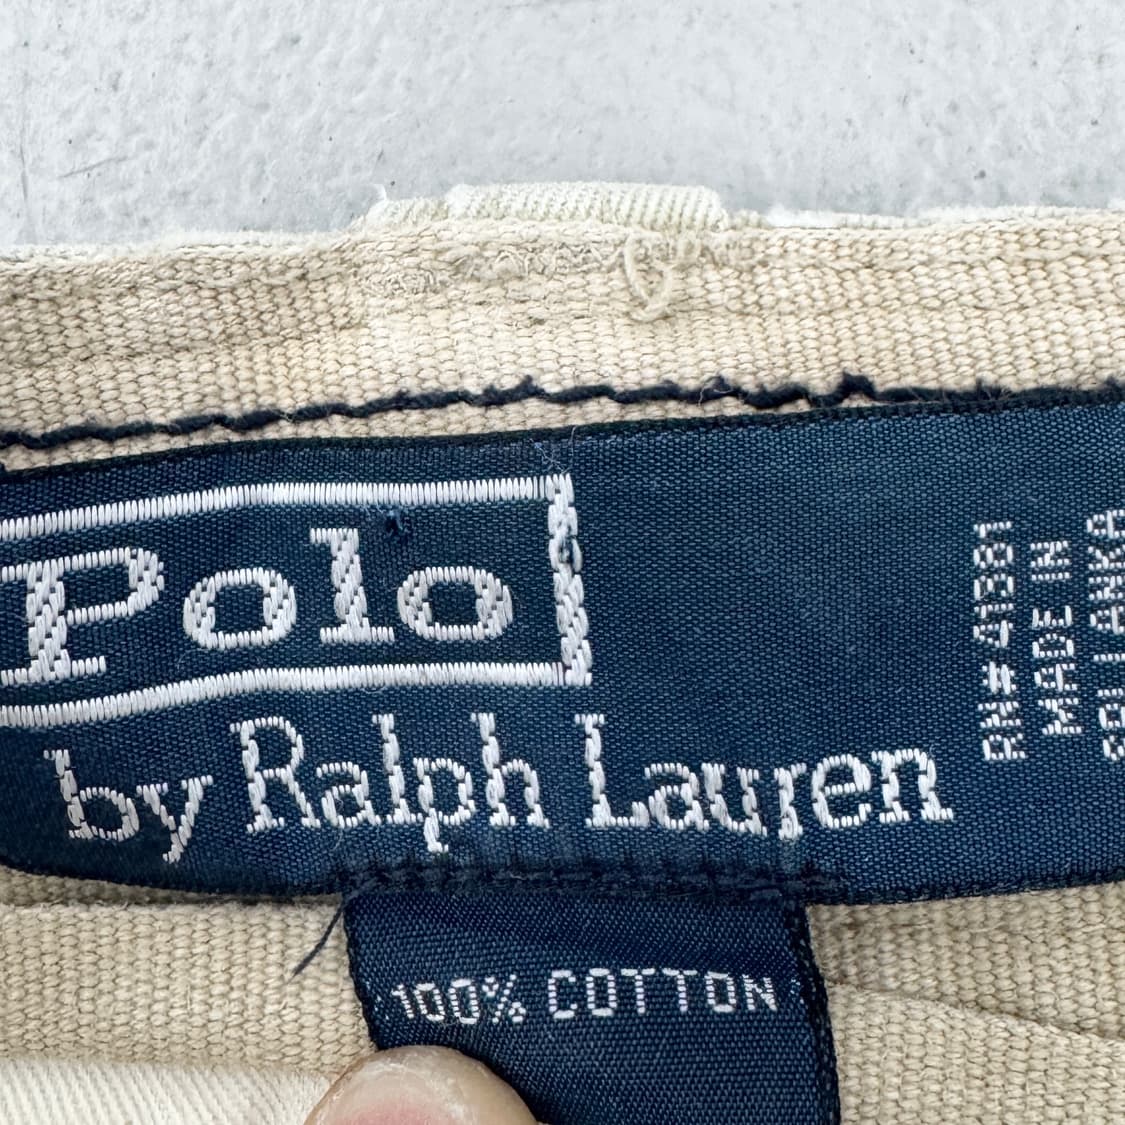 Polo
by Ralph Lauren
RN# 41381
MADE IN
SRI LANKA
100% COTTON